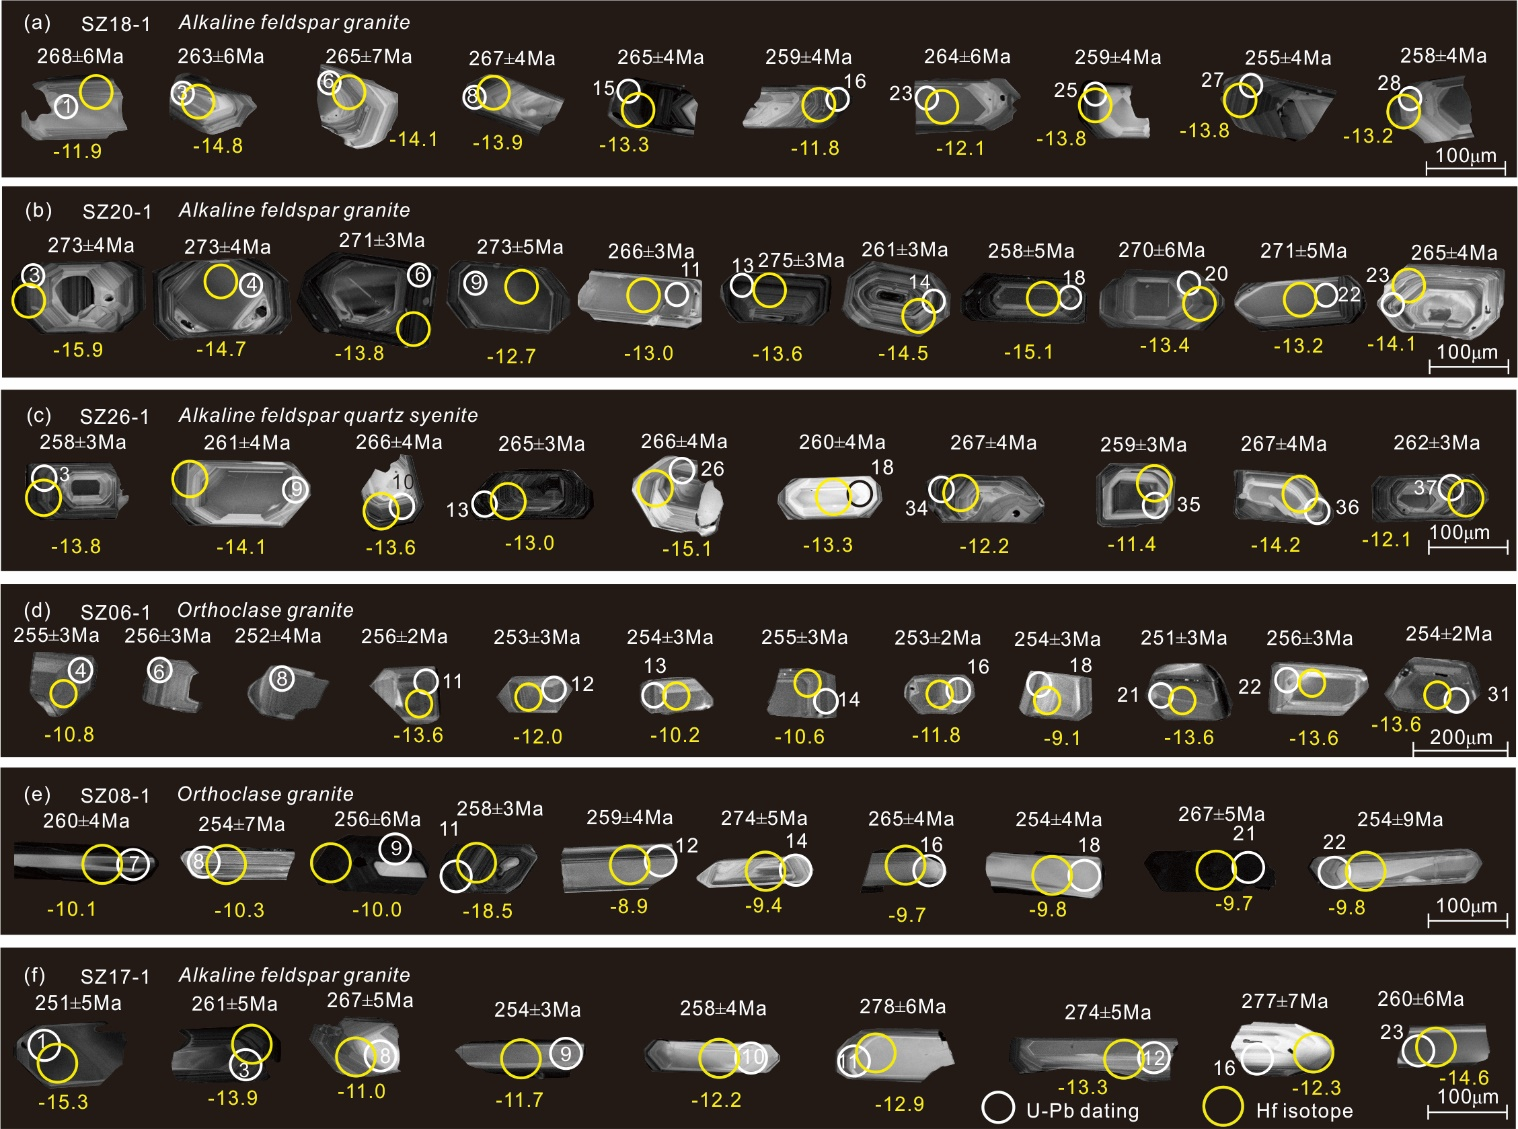 (a) SZ18-1 Alkaline feldspar granite
268±6Ma 263±6Ma 265±7Ma 267±4Ma 265±4Ma 259±4Ma 264±6Ma 259±4Ma 255±4Ma 258±4Ma
1 3 6 8 15 16 23 25 27 28
-11.9 -14.8 -14.1 -13.9 -13.3 -11.8 -12.1 -13.8 -13.8 -13.2
100μm
(b) SZ20-1 Alkaline feldspar granite
273±4Ma 273±4Ma 271±3Ma 273±5Ma 266±3Ma 275±3Ma 261±3Ma 258±5Ma 270±6Ma 271±5Ma 265±4Ma
3 4 6 9 11 13 14 18 20 22 23
-15.9 -14.7 -13.8 -12.7 -13.0 -13.6 -14.5 -15.1 -13.4 -13.2 -14.1
100μm
(c) SZ26-1 Alkaline feldspar quartz syenite
258±3Ma 261±4Ma 266±4Ma 265±3Ma 266±4Ma 260±4Ma 267±4Ma 259±3Ma 267±4Ma 262±3Ma
3 9 10 13 26 18 34 35 36 37
-13.8 -14.1 -13.6 -13.0 -15.1 -13.3 -12.2 -11.4 -14.2 -12.1
100μm
(d) SZ06-1 Orthoclase granite
255±3Ma 256±3Ma 252±4Ma 256±2Ma 253±3Ma 254±3Ma 255±3Ma 253±2Ma 254±3Ma 251±3Ma 256±3Ma 254±2Ma
4 6 8 11 12 13 14 16 18 21 22 31
-10.8 -13.6 -12.0 -10.2 -10.6 -11.8 -9.1 -13.6 -13.6 -13.6
200μm
(e) SZ08-1 Orthoclase granite
260±4Ma 254±7Ma 256±6Ma 258±3Ma 259±4Ma 274±5Ma 265±4Ma 254±4Ma 267±5Ma 254±9Ma
7 8 9 11 12 14 16 18 21 22
-10.1 -10.3 -10.0 -18.5 -8.9 -9.4 -9.7 -9.8 -9.7 -9.8
100μm
(f) SZ17-1 Alkaline feldspar granite
251±5Ma 261±5Ma 267±5Ma 254±3Ma 258±4Ma 278±6Ma 274±5Ma 277±7Ma 260±6Ma
1 3 8 9 10 11 12 16 23
-15.3 -13.9 -11.0 -11.7 -12.2 -12.9 -13.3 -12.3 -14.6
100μm
U-Pb dating Hf isotope